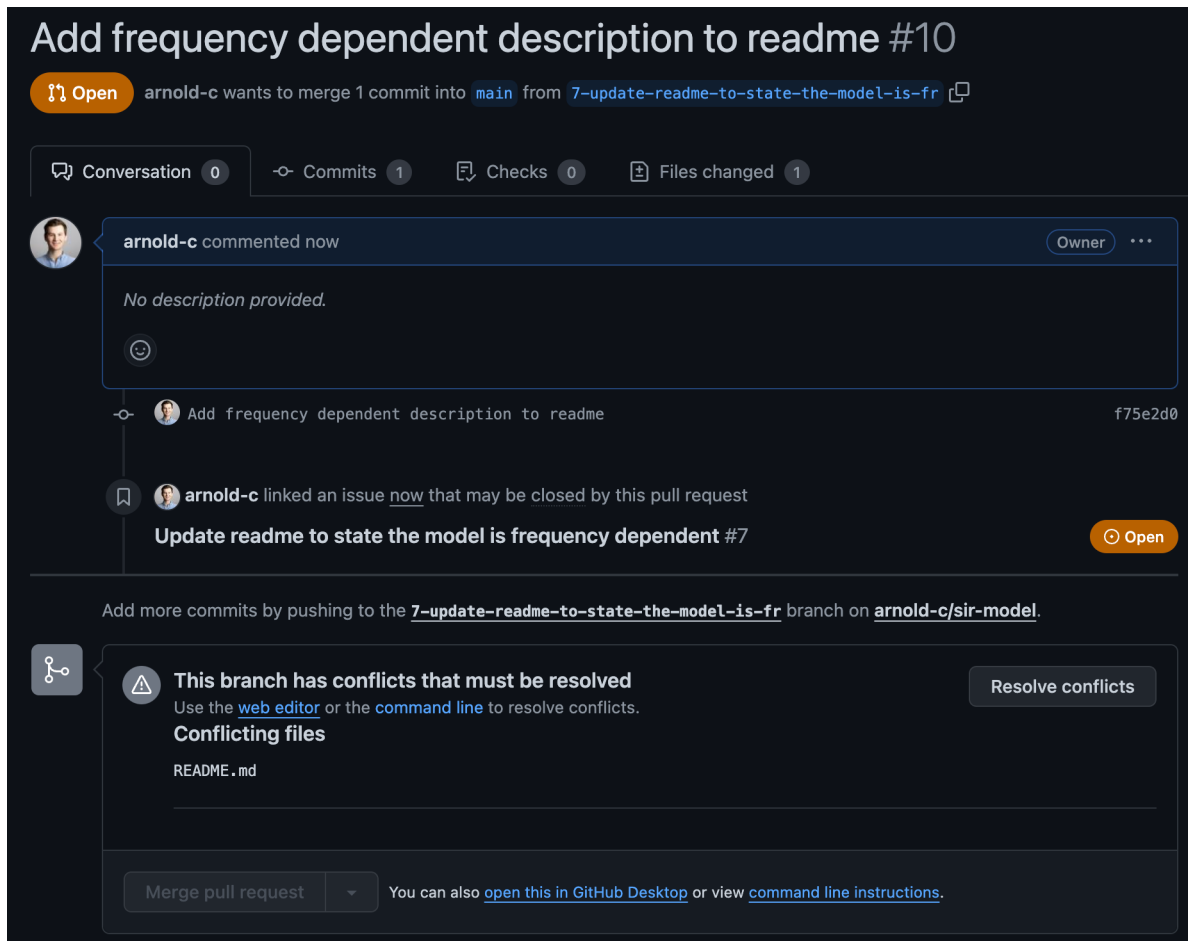 Add frequency dependent description to readme #10
Open arnold-c wants to merge 1 commit into main from 7-update-readme-to-state-the-model-is-fr
Conversation 0 Commits 1 Checks 0 Files changed 1
arnold-c commented now Owner
No description provided.
Add frequency dependent description to readme f75e2d0
arnold-c linked an issue now that may be closed by this pull request
Update readme to state the model is frequency dependent #7 Open
Add more commits by pushing to the 7-update-readme-to-state-the-model-is-fr branch on arnold-c/sir-model.
This branch has conflicts that must be resolved Resolve conflicts
Use the web editor or the command line to resolve conflicts.
Conflicting files
README.md
Merge pull request You can also open this in GitHub Desktop or view command line instructions.